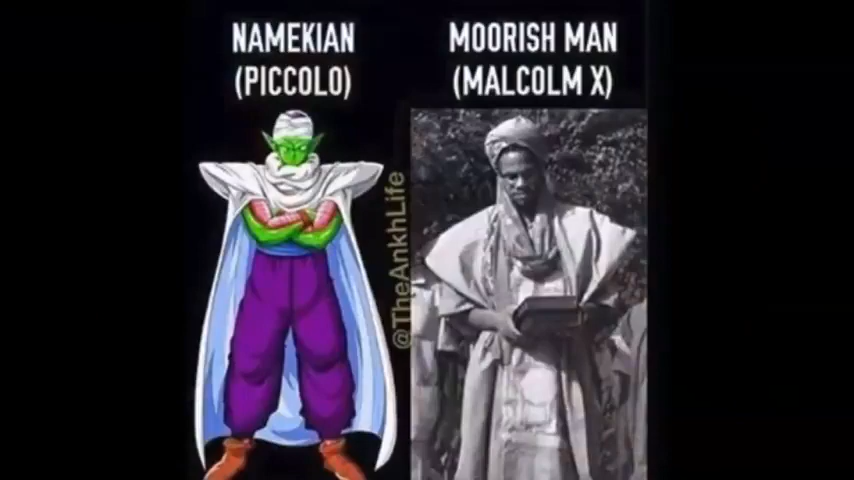 NAMEKIAN
(PICCOLO)
MOORISH MAN
(MALCOLM X)
@TheAnkhLife